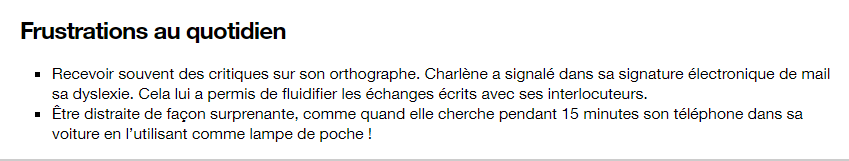 Frustrations au quotidien
▪ Recevoir souvent des critiques sur son orthographe. Charlène a signalé dans sa signature électronique de mail
sa dyslexie. Cela lui a permis de fluidifier les échanges écrits avec ses interlocuteurs.
▪ Être distraite de façon surprenante, comme quand elle cherche pendant 15 minutes son téléphone dans sa
voiture en l’utilisant comme lampe de poche !